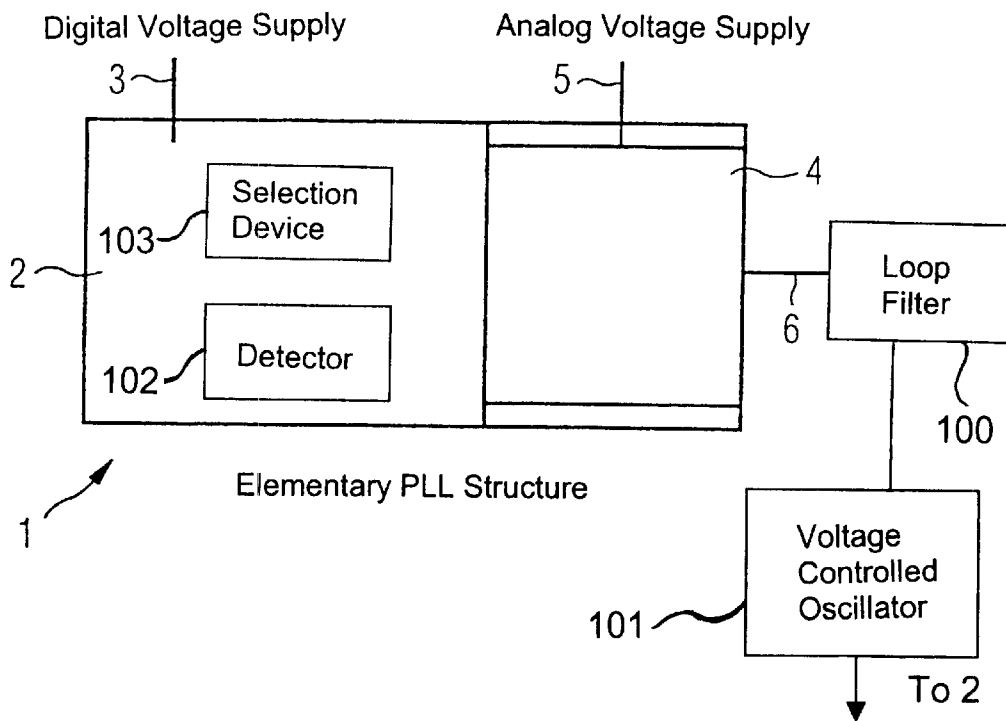 Digital Voltage Supply
Analog Voltage Supply
3
5
Selection
Device
103
4
2
Loop
Filter
6
Detector
102
100
Elementary PLL Structure
1
Voltage
Controlled
Oscillator
101
To 2